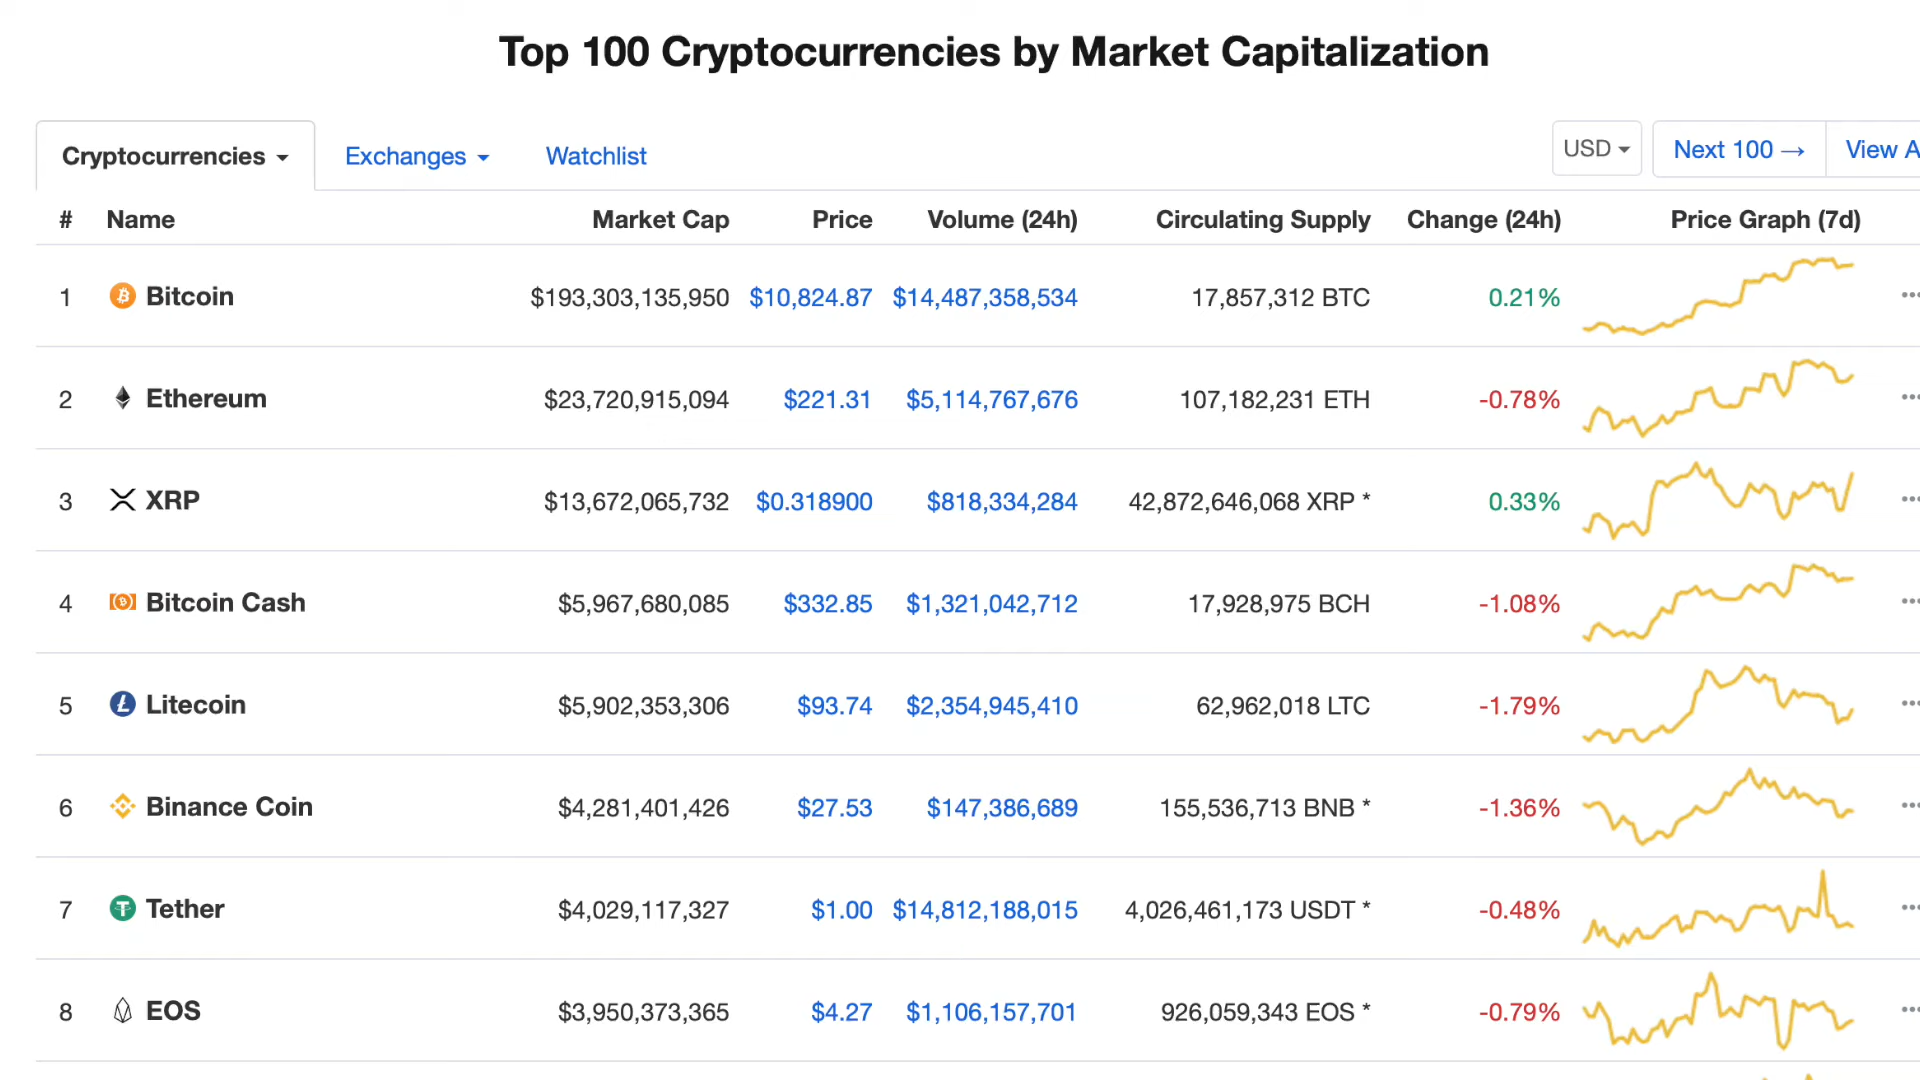 Top 100 Cryptocurrencies by Market Capitalization
Cryptocurrencies Exchanges Watchlist USD Next 100 → View A
# Name Market Cap Price Volume (24h) Circulating Supply Change (24h) Price Graph (7d)
1 Bitcoin $193,303,135,950 $10,824.87 $14,487,358,534 17,857,312 BTC 0.21%
2 Ethereum $23,720,915,094 $221.31 $5,114,767,676 107,182,231 ETH -0.78%
3 XRP $13,672,065,732 $0.318900 $818,334,284 42,872,646,068 XRP * 0.33%
4 Bitcoin Cash $5,967,680,085 $332.85 $1,321,042,712 17,928,975 BCH -1.08%
5 Litecoin $5,902,353,306 $93.74 $2,354,945,410 62,962,018 LTC -1.79%
6 Binance Coin $4,281,401,426 $27.53 $147,386,689 155,536,713 BNB * -1.36%
7 Tether $4,029,117,327 $1.00 $14,812,188,015 4,026,461,173 USDT * -0.48%
8 EOS $3,950,373,365 $4.27 $1,106,157,701 926,059,343 EOS * -0.79%